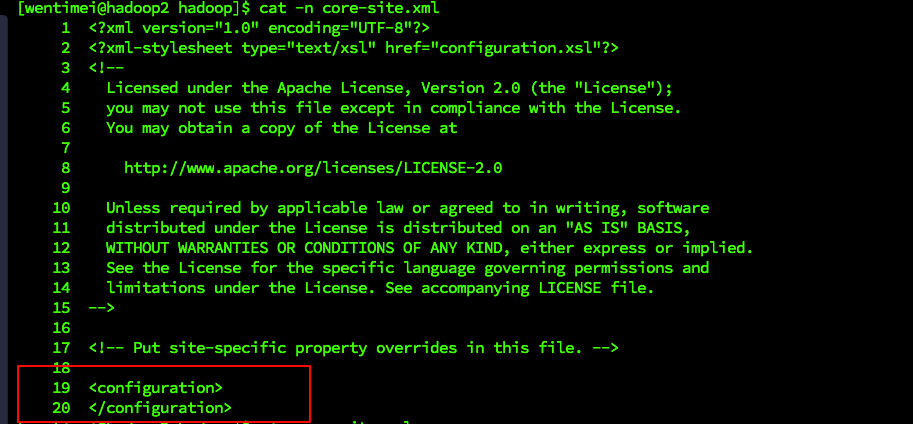 [wentimei@hadoop2 hadoop]$ cat -n core-site.xml
1 <?xml version="1.0" encoding="UTF-8"?>
2 <?xml-stylesheet type="text/xsl" href="configuration.xsl"?>
3 <!--
4 Licensed under the Apache License, Version 2.0 (the "License");
5 you may not use this file except in compliance with the License.
6 You may obtain a copy of the License at
7
8 http://www.apache.org/licenses/LICENSE-2.0
9
10 Unless required by applicable law or agreed to in writing, software
11 distributed under the License is distributed on an "AS IS" BASIS,
12 WITHOUT WARRANTIES OR CONDITIONS OF ANY KIND, either express or implied.
13 See the License for the specific language governing permissions and
14 limitations under the License. See accompanying LICENSE file.
15 -->
16
17 <!-- Put site-specific property overrides in this file. -->
18
19 <configuration>
20 </configuration>